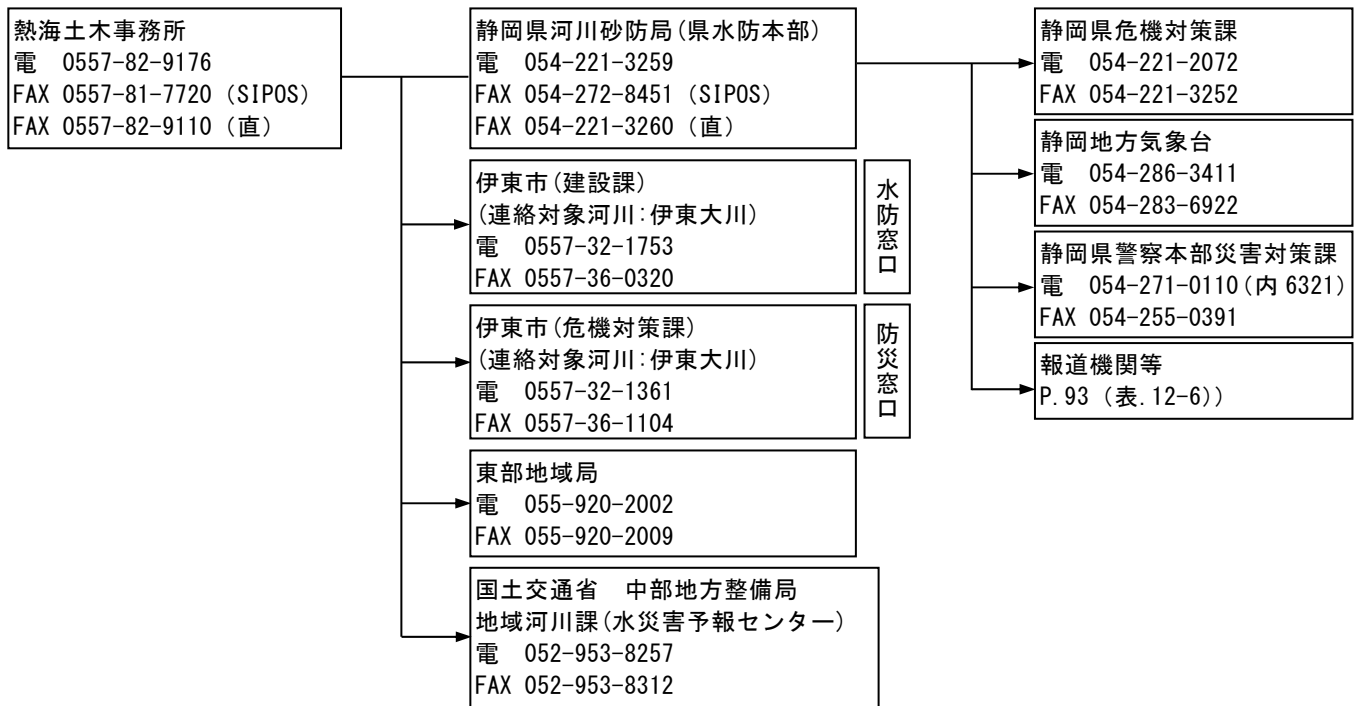 熱海土木事務所
電　0557-82-9176
FAX 0557-81-7720 (SIPOS)
FAX 0557-82-9110 (直)
静岡県河川砂防局(県水防本部)
電　054-221-3259
FAX 054-272-8451 (SIPOS)
FAX 054-221-3260 (直)
伊東市(建設課)
(連絡対象河川:伊東大川)
電　0557-32-1753
FAX 0557-36-0320
水防窓口
伊東市(危機対策課)
(連絡対象河川:伊東大川)
電　0557-32-1361
FAX 0557-36-1104
防災窓口
東部地域局
電　055-920-2002
FAX 055-920-2009
国土交通省　中部地方整備局
地域河川課(水災害予報センター)
電　052-953-8257
FAX 052-953-8312
静岡県危機対策課
電　054-221-2072
FAX 054-221-3252
静岡地方気象台
電　054-286-3411
FAX 054-283-6922
静岡県警察本部災害対策課
電　054-271-0110(内 6321)
FAX 054-255-0391
報道機関等
P.93 (表.12-6))